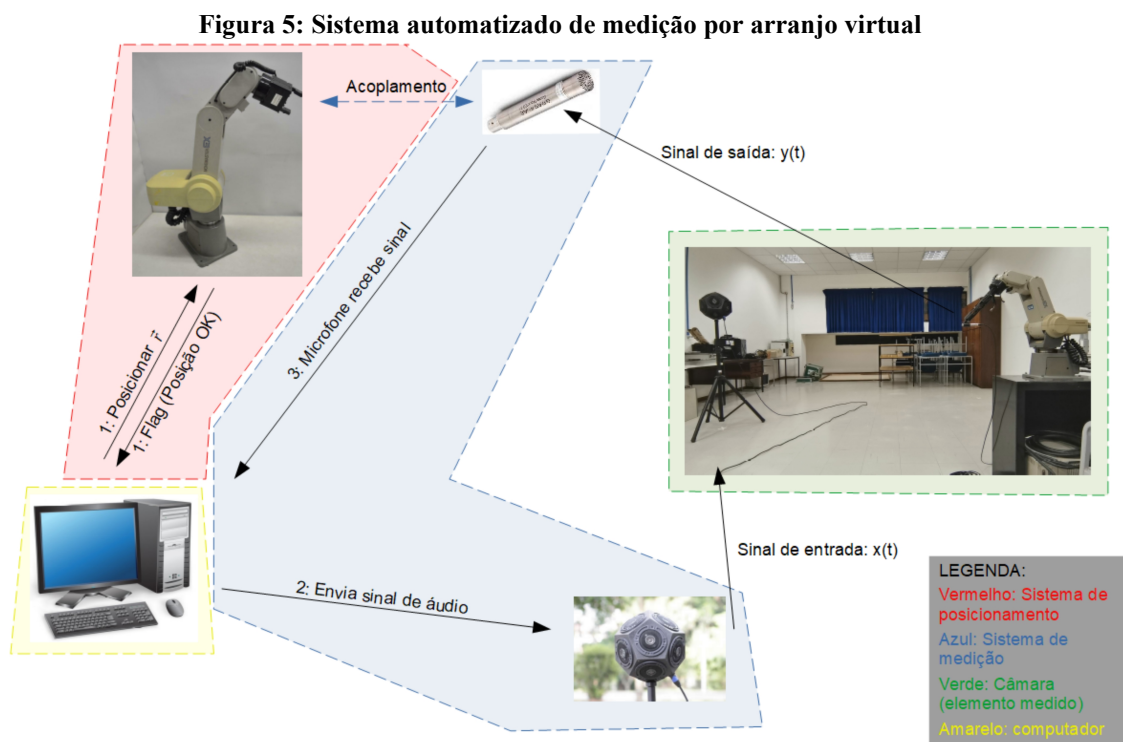 Figura 5: Sistema automatizado de medição por arranjo virtual
Acoplamento
Sinal de saída: y(t)
3: Microfone recebe sinal
1: Posicionar r⃗
1: Flag (Posição OK)
Sinal de entrada: x(t)
2: Envia sinal de áudio
LEGENDA:
Vermelho: Sistema de
posicionamento
Azul: Sistema de
medição
Verde: Câmara
(elemento medido)
Amarelo: computador